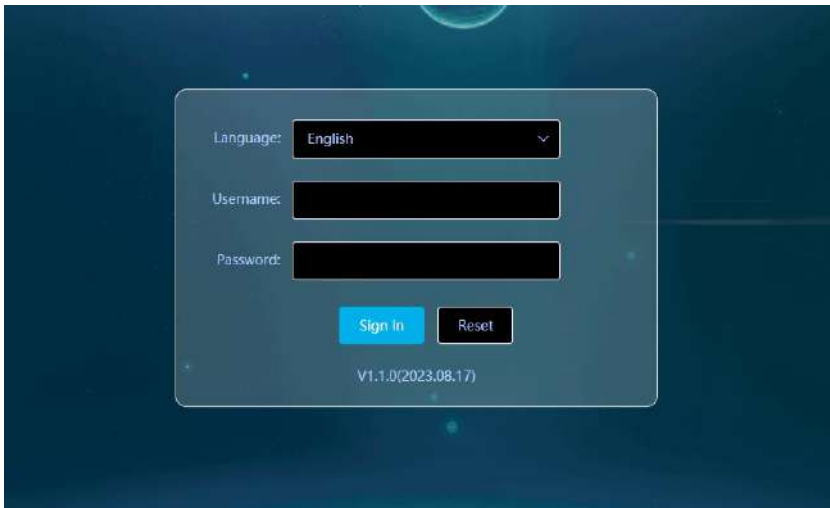 Language: English
Username:
Password:
Sign In Reset
V1.1.0(2023.08.17)